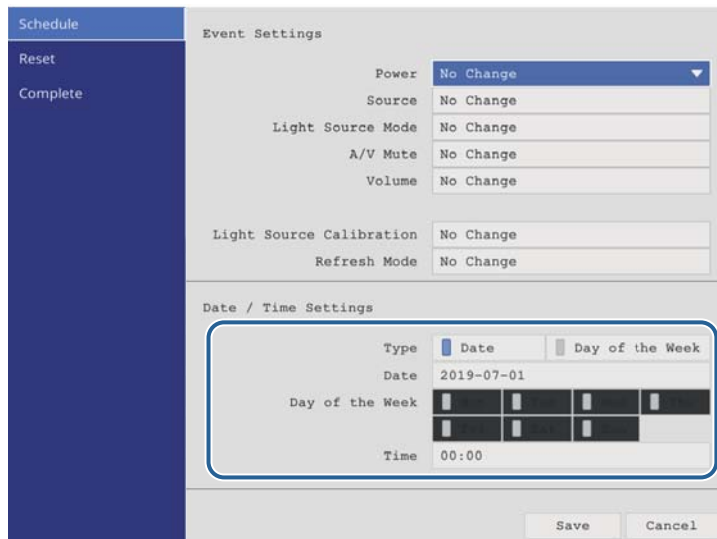 Schedule
Reset
Complete
Event Settings
Power No Change
Source No Change
Light Source Mode No Change
A/V Mute No Change
Volume No Change
Light Source Calibration No Change
Refresh Mode No Change
Date / Time Settings
Type Date Day of the Week
Date 2019-07-01
Day of the Week
Time 00:00
Save Cancel